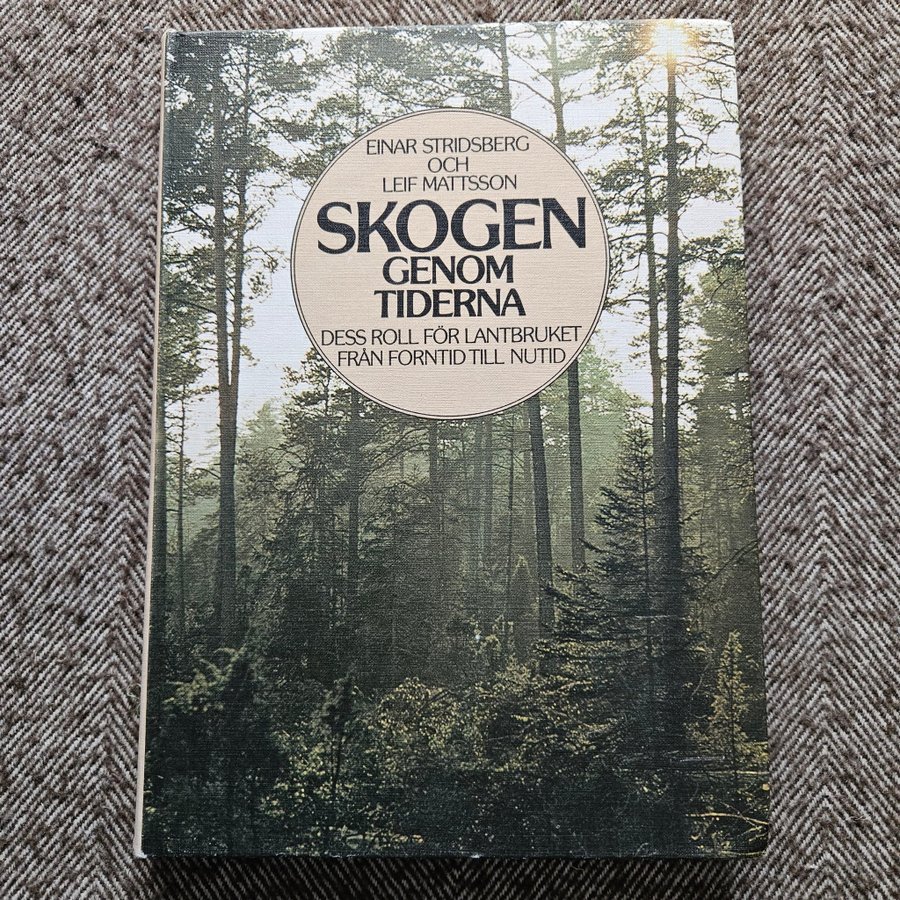 EINAR STRIDSBERG
OCH
LEIF MATTSSON
SKOGEN
GENOM
TIDERNA
DESS ROLL FÖR LANTBRUKET
FRÅN FORNTID TILL NUTID